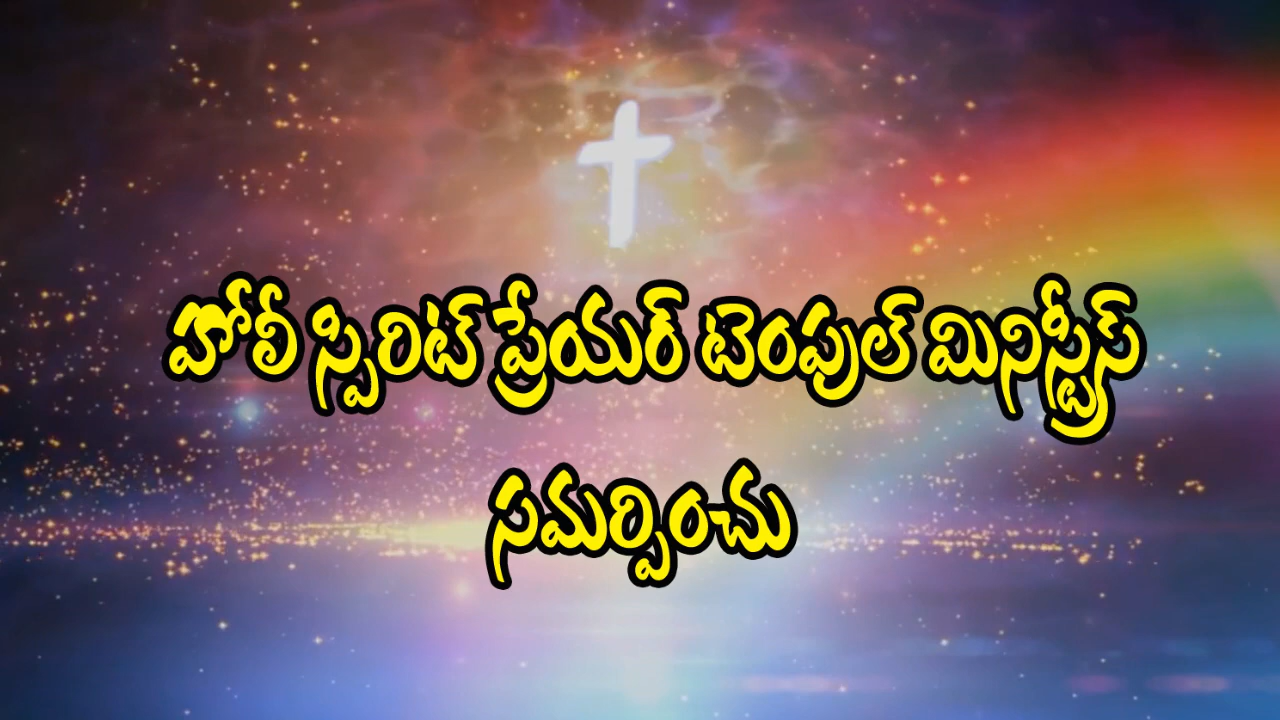 హోలీ స్పిరిట్ ప్రేయర్ టెంపుల్ మినిస్ట్రీస్
సమర్పించు